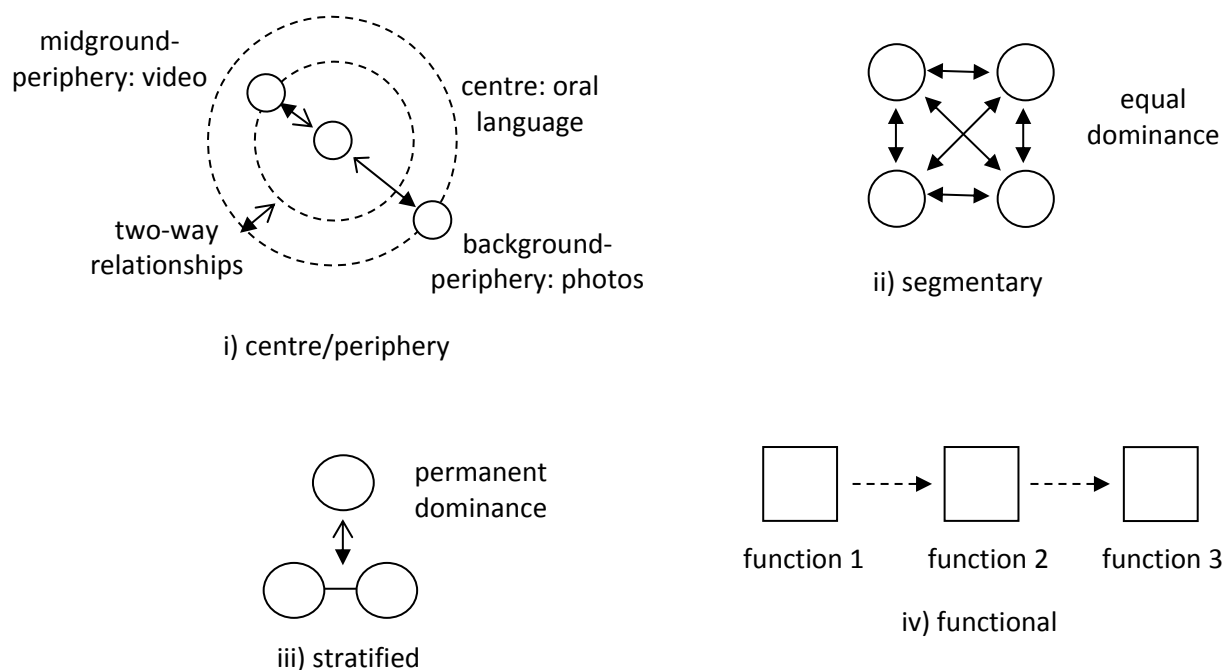 midground-
periphery: video
centre: oral
language
two-way
relationships
background-
periphery: photos
i) centre/periphery
equal
dominance
ii) segmentary
permanent
dominance
iii) stratified
function 1
function 2
function 3
iv) functional